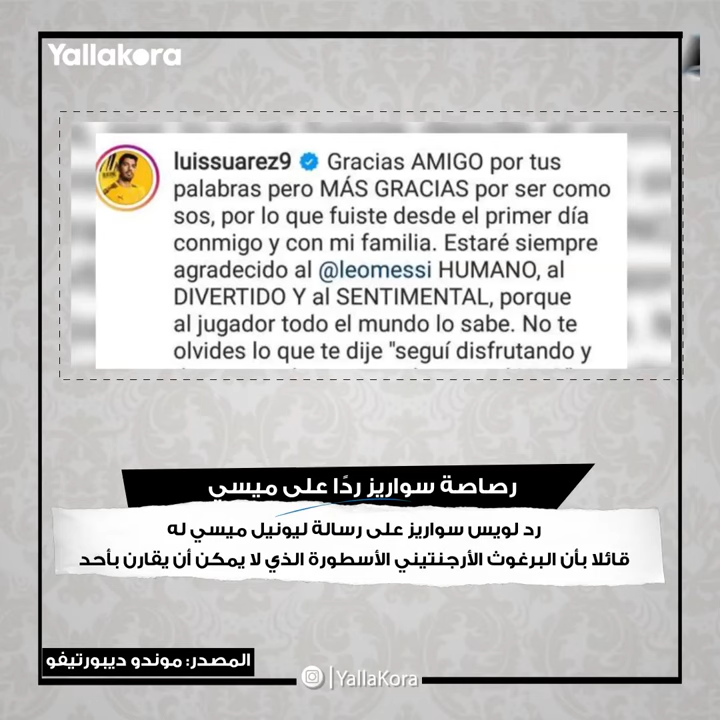 Yallakora
luissuarez9 Gracias AMIGO por tus
palabras pero MÁS GRACIAS por ser como
sos, por lo que fuiste desde el primer día
conmigo y con mi familia. Estaré siempre
agradecido al @leomessi HUMANO, al
DIVERTIDO Y al SENTIMENTAL, porque
al jugador todo el mundo lo sabe. No te
olvides lo que te dije "seguí disfrutando y
رصاصة سواريز ردًا على ميسي
رد لويس سواريز على رسالة ليونيل ميسي له
قائلا بأن البرغوث الأرجنتيني الأسطورة الذي لا يمكن أن يقارن بأحد
المصدر: موندو ديبورتيفو
| YallaKora